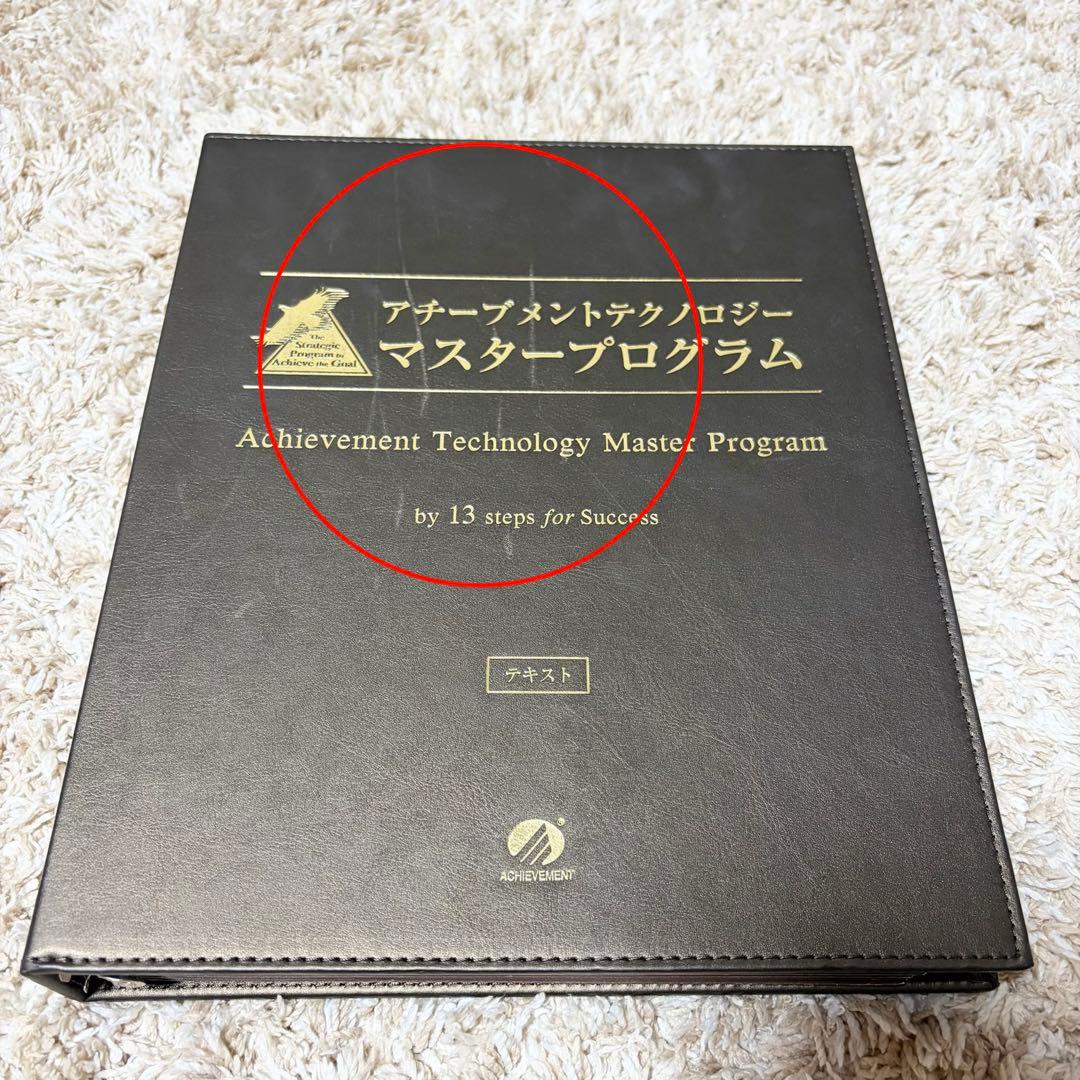 The
Strategic
Program to
Achieve the Goal
アチーブメントテクノロジー
マスタープログラム
Achievement Technology Master Program
by 13 steps for Success
テキスト
®
ACHIEVEMENT